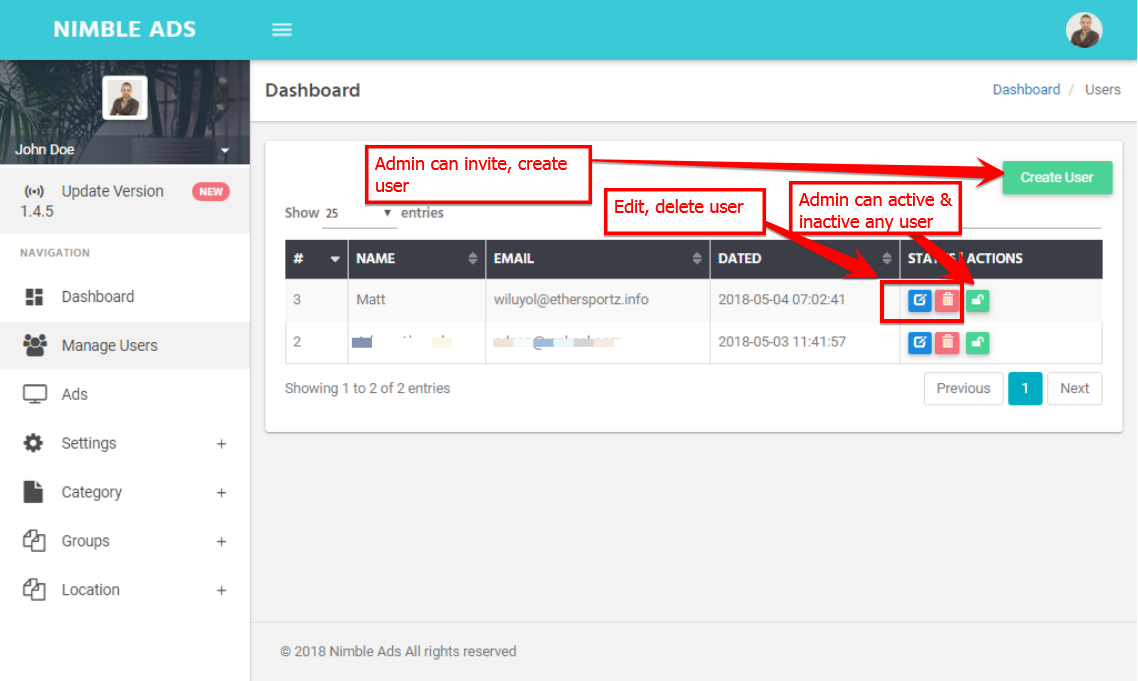 NIMBLE ADS
John Doe
Update Version NEW
1.4.5
NAVIGATION
Dashboard
Manage Users
Ads
Settings +
Category +
Groups +
Location +
Dashboard
Dashboard / Users
Admin can invite, create
user
Create User
Edit, delete user
Admin can active &
inactive any user
Show 25 entries
# NAME EMAIL DATED ACTIONS
3 Matt wiluyol@ethersportz.info 2018-05-04 07:02:41
2 2018-05-03 11:41:57
Showing 1 to 2 of 2 entries
Previous 1 Next
© 2018 Nimble Ads All rights reserved